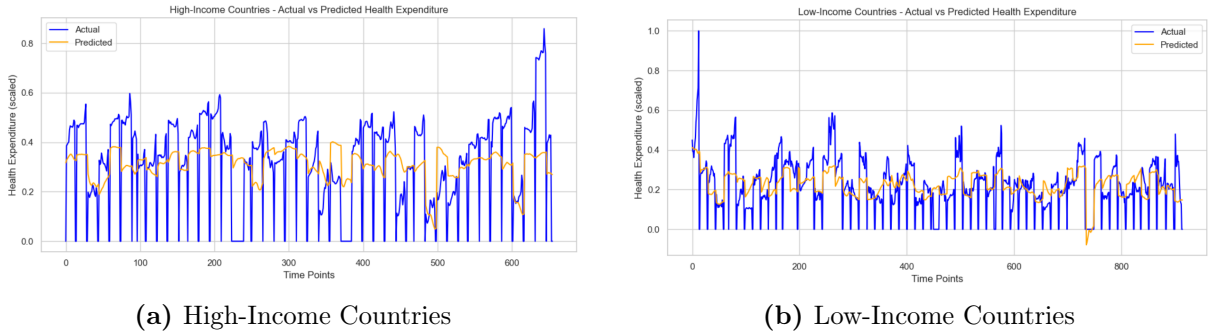 High-Income Countries - Actual vs Predicted Health Expenditure
Actual
Predicted
Health Expenditure (scaled)
0.8
0.6
0.4
0.2
0.0
0 100 200 300 400 500 600
Time Points
(a) High-Income Countries
Low-Income Countries - Actual vs Predicted Health Expenditure
Actual
Predicted
Health Expenditure (scaled)
1.0
0.8
0.6
0.4
0.2
0.0
0 200 400 600 800
Time Points
(b) Low-Income Countries